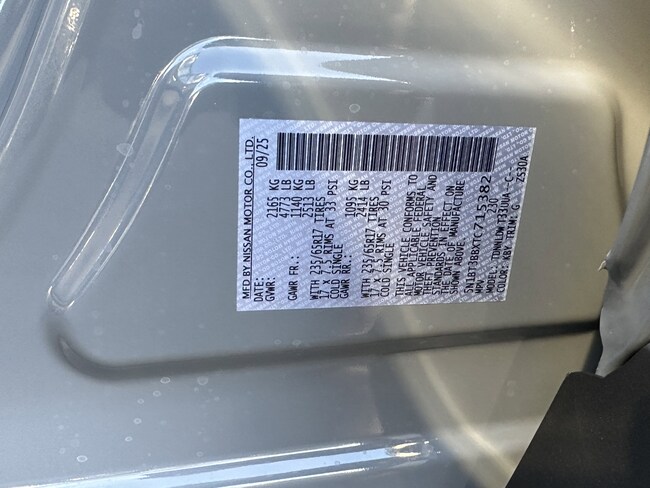 MFD BY NISSAN MOTOR CO., LTD.
DATE: 09/25
GVWR: 2165 KG
4773 LB
GAWR FR.: 1140 KG
2513 LB
WITH 235/65R17 TIRES
17 X 7.5 RIMS AT 33 PSI
COLD SINGLE
GAWR RR.: 1095 KG
2414 LB
WITH 235/65R17 TIRES
17 X 7.5 RIMS AT 30 PSI
COLD SINGLE
THIS VEHICLE CONFORMS TO
ALL APPLICABLE FEDERAL
MOTOR VEHICLE SAFETY AND
THEFT PREVENTION
STANDARDS IN EFFECT ON
THE DATE OF MANUFACTURE
SHOWN ABOVE.
MPV T330
COLOR: KBY TRIM: G 2S30A